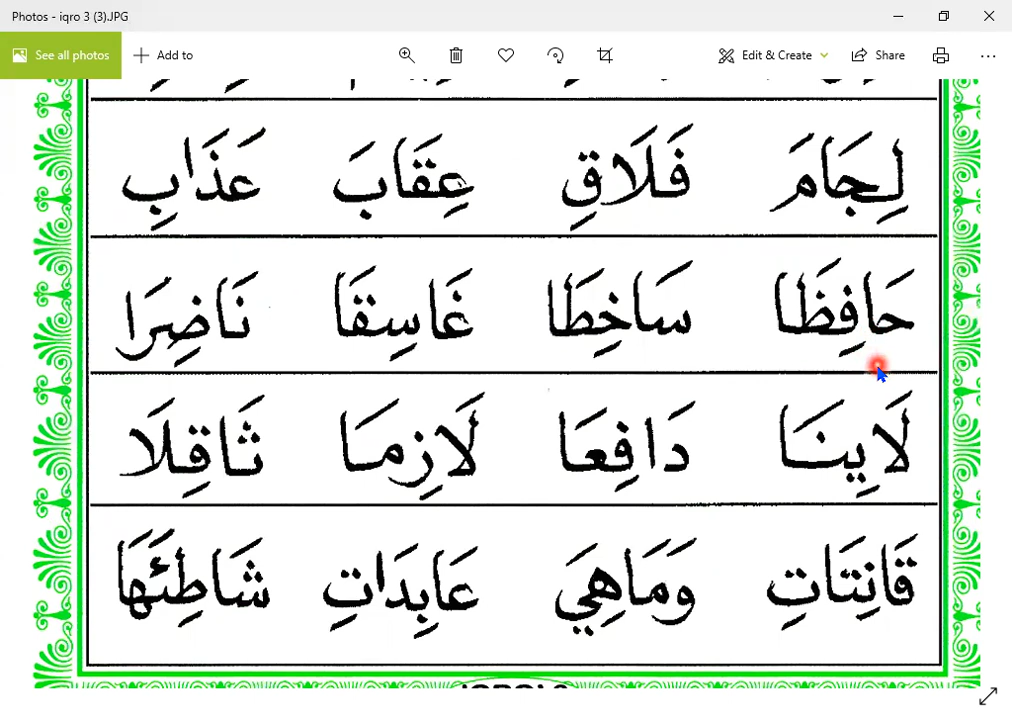 Photos - iqro 3 (3).JPG
See all photos
Add to
Edit & Create
Share
لِجَامَ فَلَاقِ عِقَابَ عَذَابِ
حَافِظَا سَاخِطَا غَاسِقَا نَاضِرَا
لَايِنَا دَافِعَا لَازِمَا ثَاقِلَا
قَانِتَاتِ وَمَاهِيَ عَابِدَاتِ شَاطِئَهَا